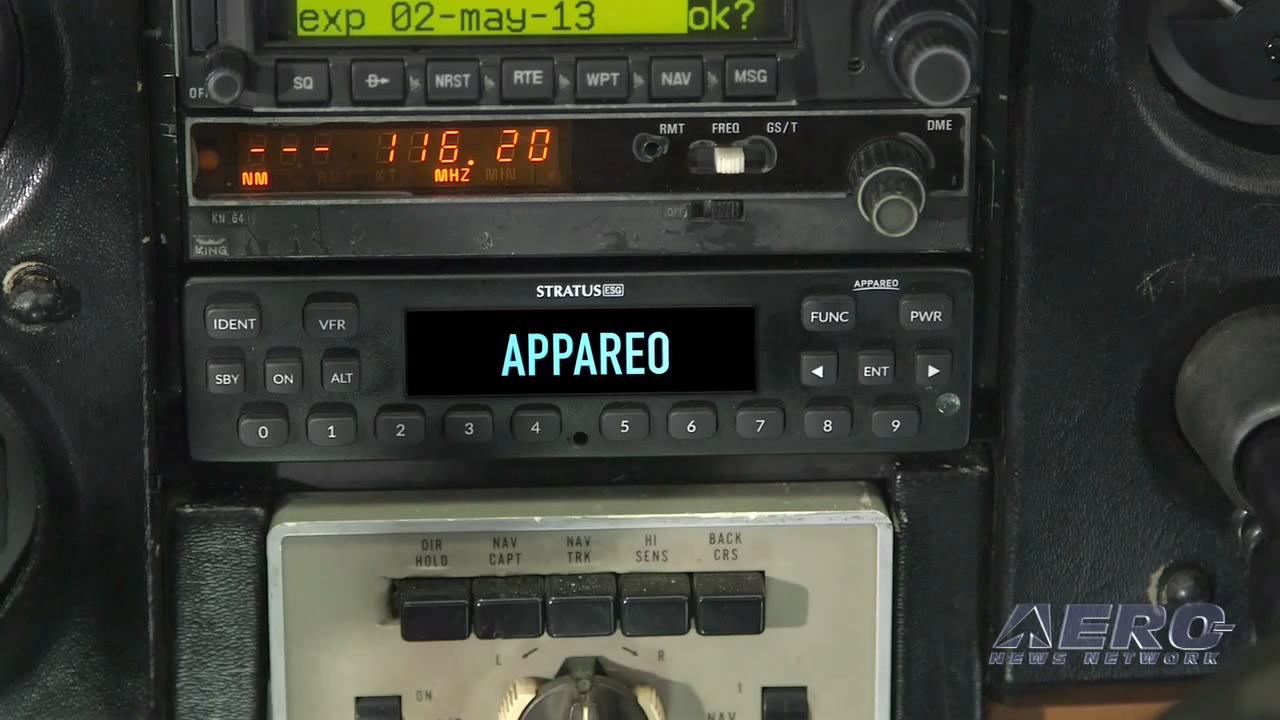 exp 02-may-13 ok?
OFF
SQ
D
NRST
RTE
WPT
NAV
MSG
--- 116.20
NM
MHZ
MIN
RMT
FREQ
GS/T
DME
KN 64
KING
OFF
STRATUS ESG
APPAREO
IDENT
VFR
SBY
ON
ALT
APPAREO
FUNC
PWR
ENT
0
1
2
3
4
5
6
7
8
9
DIR
HOLD
NAV
CAPT
NAV
TRK
HI
SENS
BACK
CRS
L
R
ON
1
NAV
AERO
NEWS NETWORK